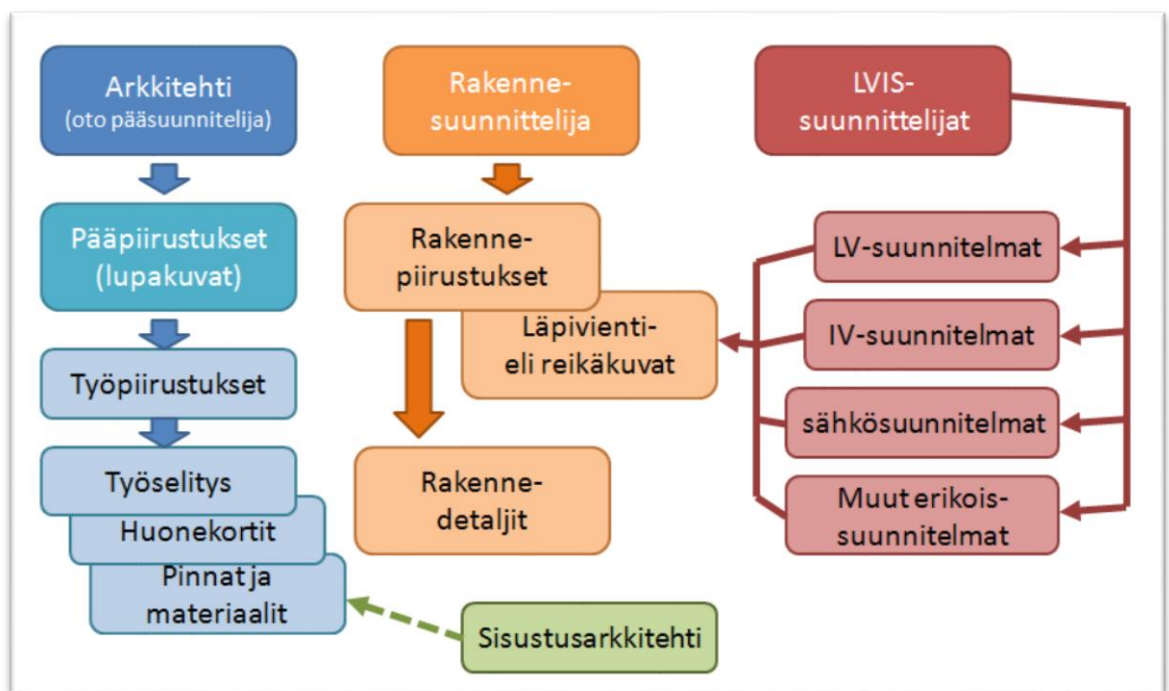 Arkkitehti
(oto pääsuunnitelija)
Pääpiirustukset
(lupakuvat)
Työpiirustukset
Työselitys
Huonekortit
Pinnat ja
materiaalit
Rakenne-
suunnittelija
Rakenne-
piirustukset
Läpivienti-
eli reikäkuvat
Rakenne-
detaljit
Sisustusarkkitehti
LVIS-
suunnittelijat
LV-suunnitelmat
IV-suunnitelmat
sähkösuunnitelmat
Muut erikois-
suunnitelmat